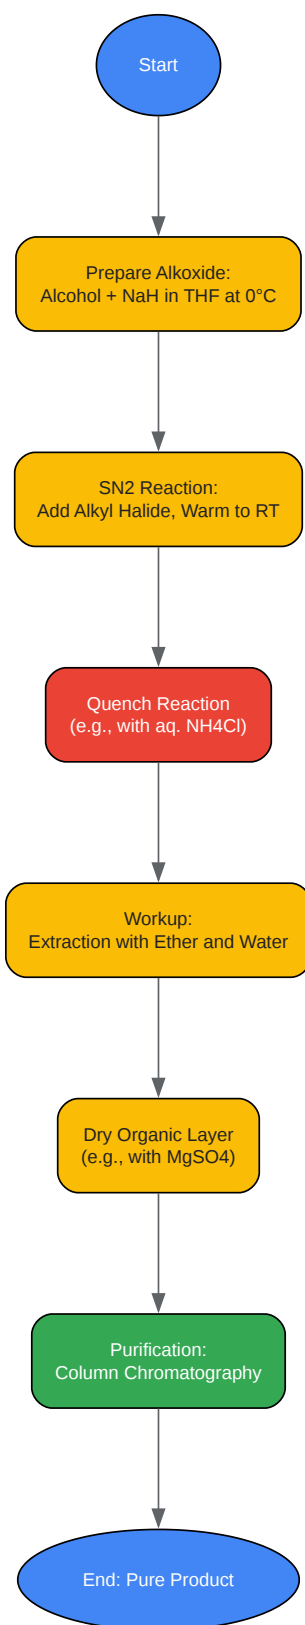 Start
Prepare Alkoxide:
Alcohol + NaH in THF at 0°C
SN2 Reaction:
Add Alkyl Halide, Warm to RT
Quench Reaction
(e.g., with aq. NH4Cl)
Workup:
Extraction with Ether and Water
Dry Organic Layer
(e.g., with MgSO4)
Purification:
Column Chromatography
End: Pure Product